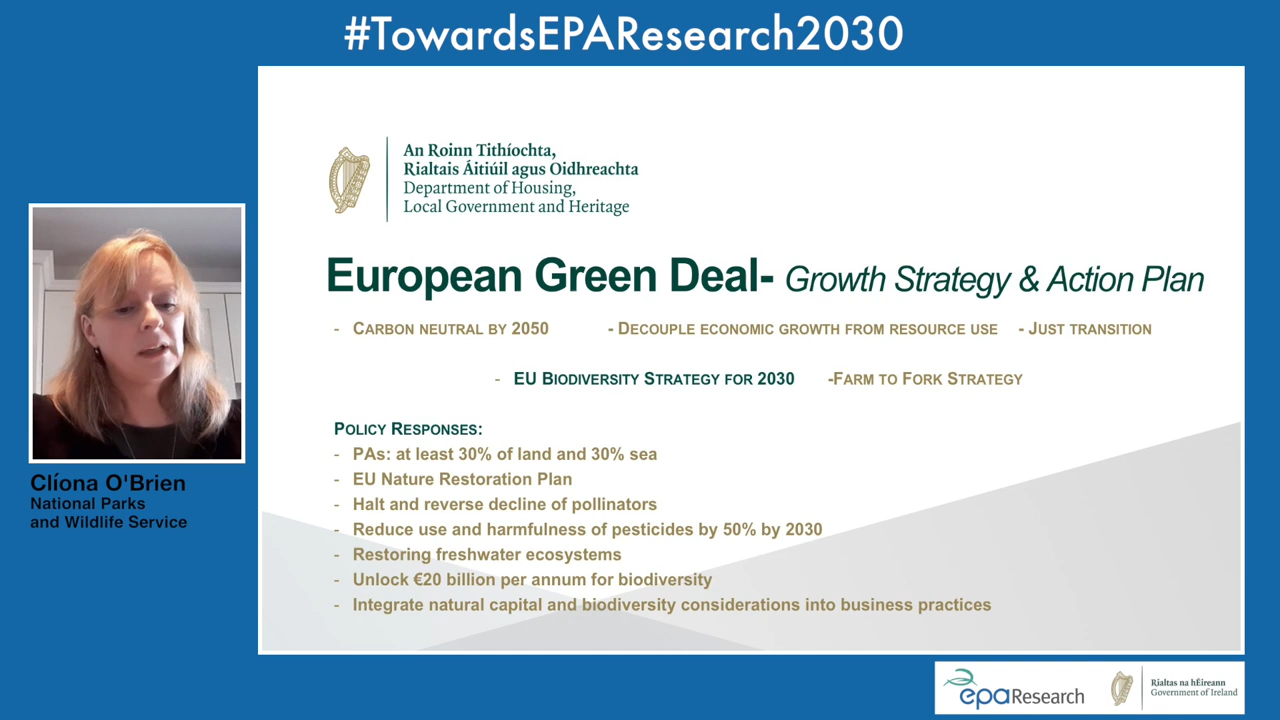 #TowardsEPAResearch2030
An Roinn Tithíochta,
Rialtais Áitiúil agus Oidhreachta
Department of Housing,
Local Government and Heritage
European Green Deal- Growth Strategy & Action Plan
- CARBON NEUTRAL BY 2050 - DECOUPLE ECONOMIC GROWTH FROM RESOURCE USE - JUST TRANSITION
- EU BIODIVERSITY STRATEGY FOR 2030 -FARM TO FORK STRATEGY
POLICY RESPONSES:
- PAs: at least 30% of land and 30% sea
- EU Nature Restoration Plan
- Halt and reverse decline of pollinators
- Reduce use and harmfulness of pesticides by 50% by 2030
- Restoring freshwater ecosystems
- Unlock €20 billion per annum for biodiversity
- Integrate natural capital and biodiversity considerations into business practices
Clíona O'Brien
National Parks
and Wildlife Service
epa Research
Rialtas na hÉireann
Government of Ireland